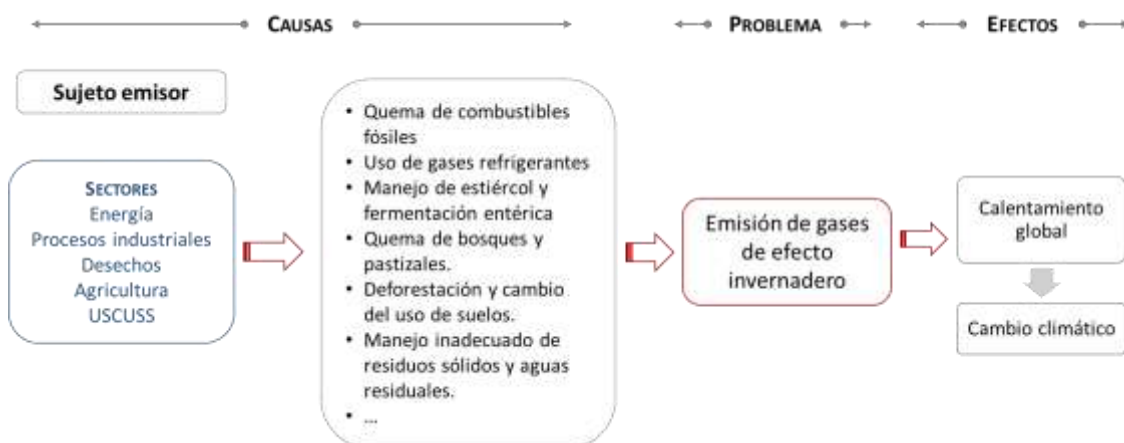 CAUSAS
PROBLEMA
EFECTOS
Sujeto emisor
SECTORES
Energía
Procesos industriales
Desechos
Agricultura
USCUSS
• Quema de combustibles
fósiles
• Uso de gases refrigerantes
• Manejo de estiércol y
fermentación entérica
• Quema de bosques y
pastizales.
• Deforestación y cambio
del uso de suelos.
• Manejo inadecuado de
residuos sólidos y aguas
residuales.
• ...
Emisión de gases
de efecto
invernadero
Calentamiento
global
Cambio climático